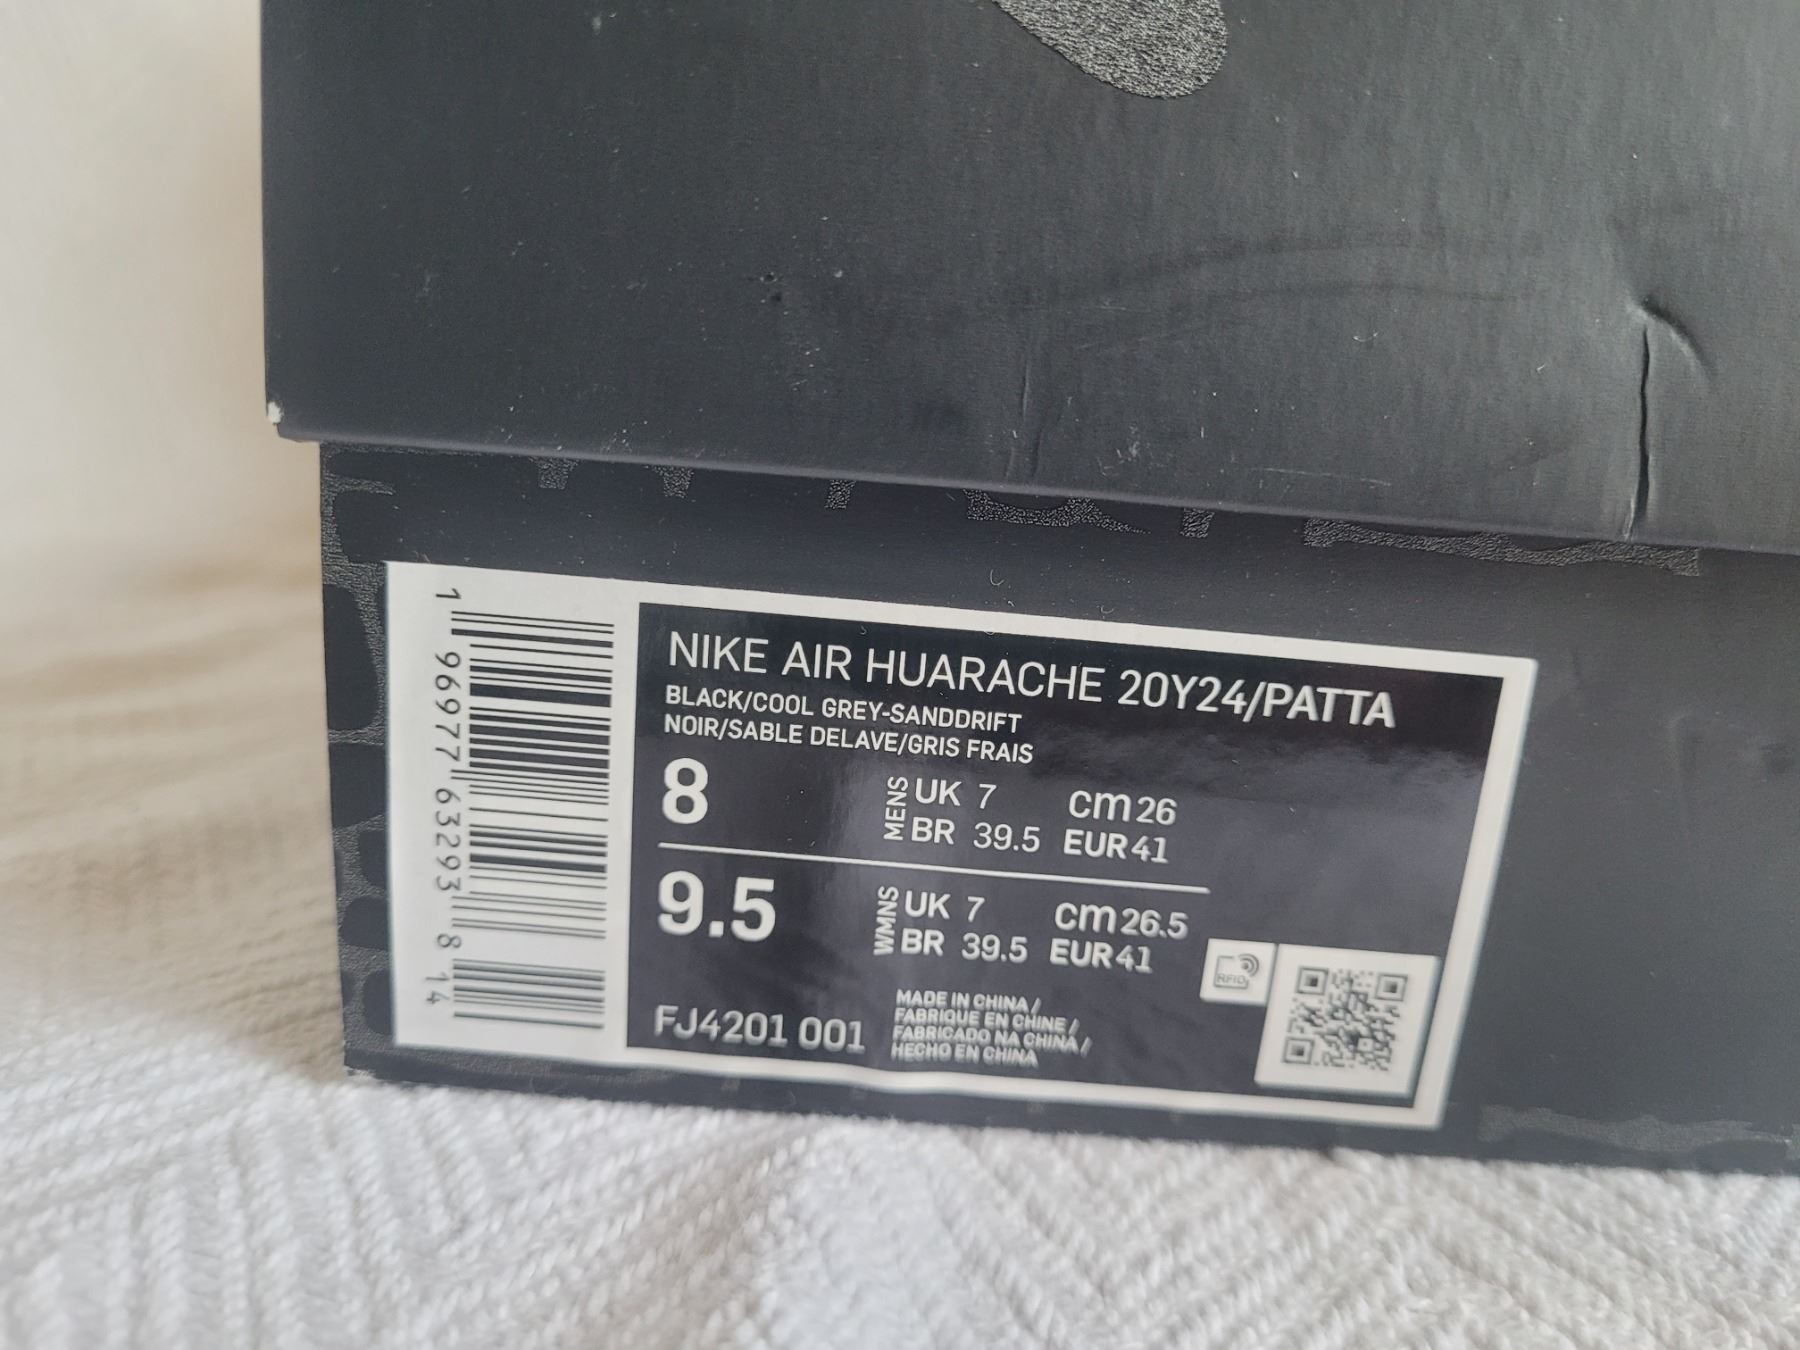 NIKE AIR HUARACHE 20Y24/PATTA
BLACK/COOL GREY-SANDDRIFT
NOIR/SABLE DELAVE/GRIS FRAIS
8 MENS UK 7 cm 26
BR 39.5 EUR 41
9.5 WMNS UK 7 cm 26.5
BR 39.5 EUR 41
FJ4201 001
MADE IN CHINA /
FABRIQUE EN CHINE /
FABRICADO NA CHINA /
HECHO EN CHINA
RFID
1 96977 63293 8 14